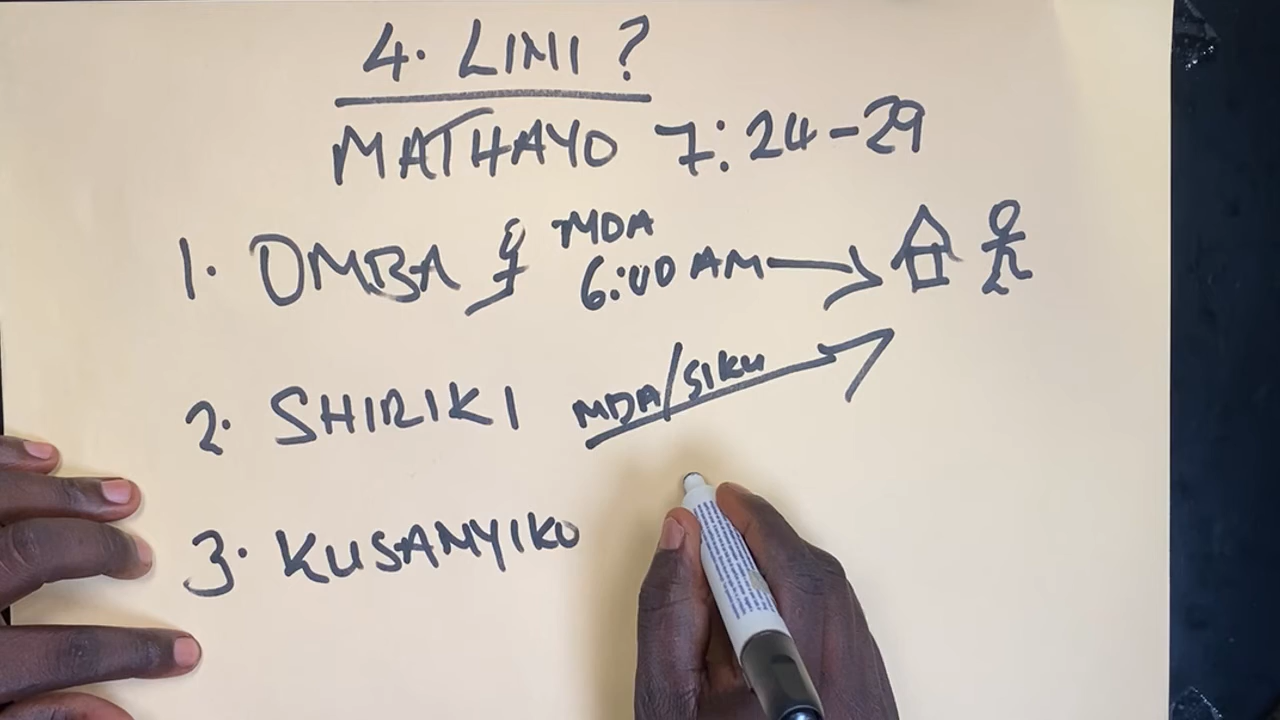 4. LINI?
MATHAYO 7:24-29
1. OMBA MDA 6:00 AM
2. SHIRIKI MDA/SIKU
3. KUSANYIKO